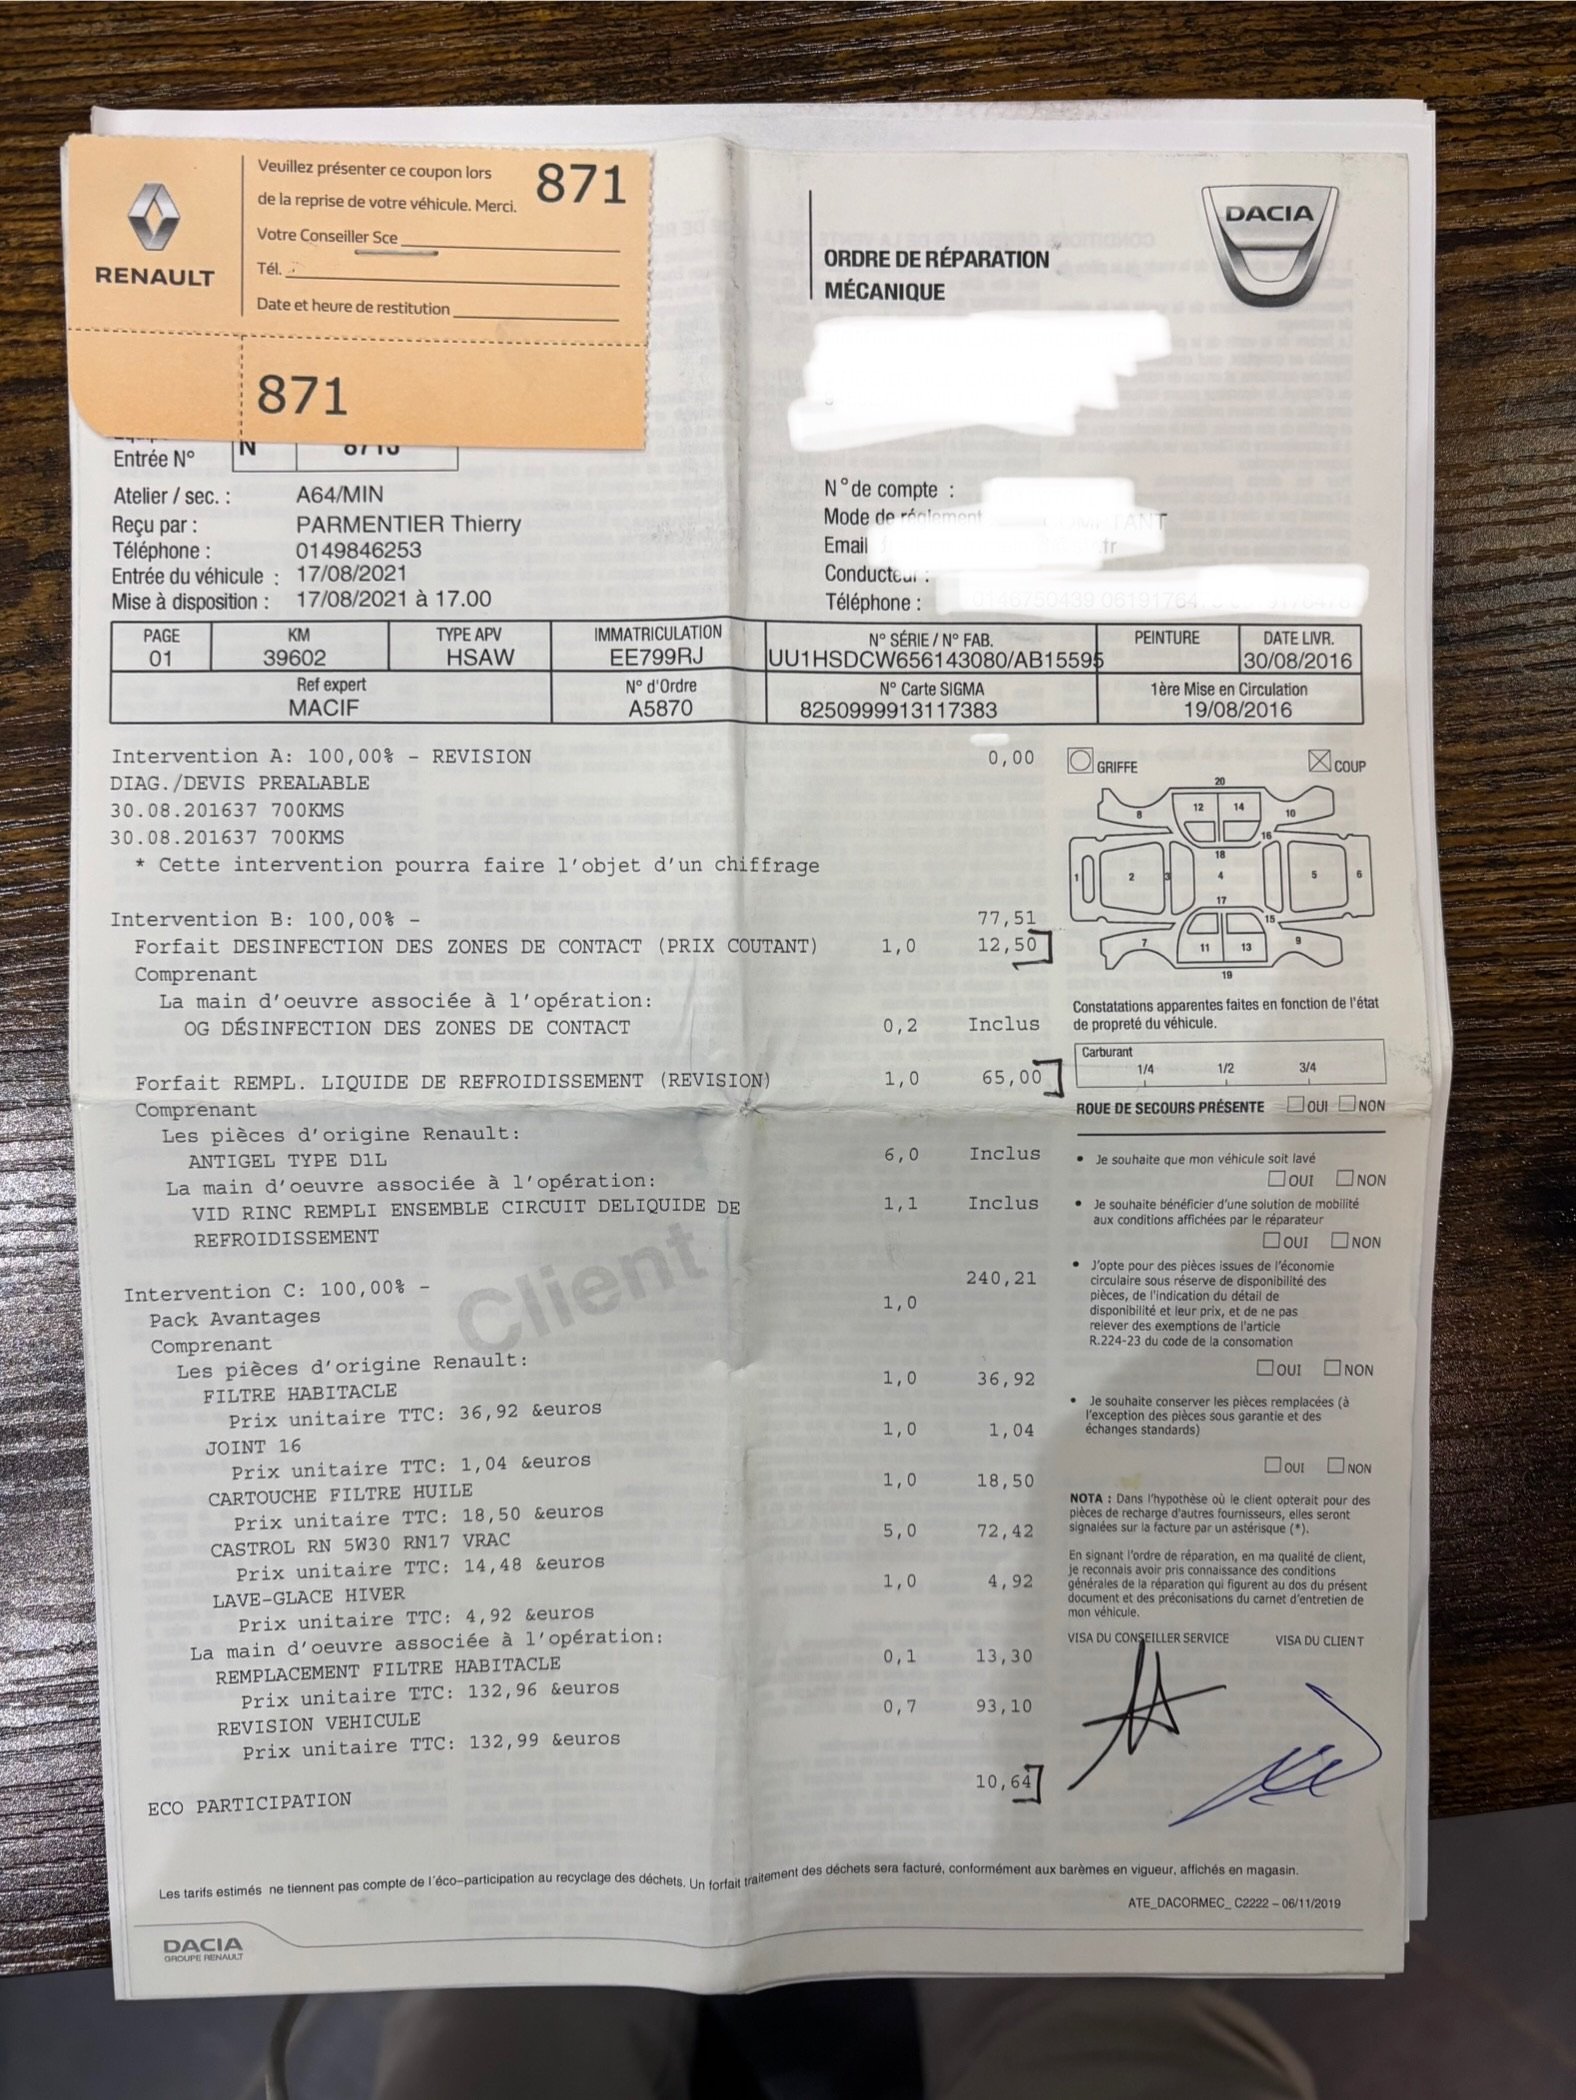 RENAULT
Veuillez présenter ce coupon lors
de la reprise de votre véhicule. Merci.
871
Votre Conseiller Sce
Tél.
Date et heure de restitution
871
DACIA
ORDRE DE RÉPARATION
MÉCANIQUE
Entrée N°
N
Atelier / sec. : A64/MIN
Reçu par : PARMENTIER Thierry
Téléphone : 0149846253
Entrée du véhicule : 17/08/2021
Mise à disposition : 17/08/2021 à 17.00
N° de compte :
Mode de réglement
Email
Conducteur :
Téléphone :
PAGE KM TYPE APV IMMATRICULATION N° SÉRIE / N° FAB. PEINTURE DATE LIVR.
01 39602 HSAW EE799RJ UU1HSDCW656143080/AB15595 30/08/2016
Ref expert N° d'Ordre N° Carte SIGMA 1ère Mise en Circulation
MACIF A5870 8250999913117383 19/08/2016
Intervention A: 100,00% - REVISION 0,00
DIAG./DEVIS PREALABLE
30.08.201637 700KMS
30.08.201637 700KMS
* Cette intervention pourra faire l'objet d'un chiffrage
Intervention B: 100,00% - 77,51
Forfait DESINFECTION DES ZONES DE CONTACT (PRIX COUTANT) 1,0 12,50
Comprenant
La main d'oeuvre associée à l'opération:
OG DÉSINFECTION DES ZONES DE CONTACT 0,2 Inclus
Forfait REMPL. LIQUIDE DE REFROIDISSEMENT (REVISION) 1,0 65,00
Comprenant
Les pièces d'origine Renault:
ANTIGEL TYPE D1L 6,0 Inclus
La main d'oeuvre associée à l'opération:
VID RINC REMPLI ENSEMBLE CIRCUIT DELIQUIDE DE 1,1 Inclus
REFROIDISSEMENT
Client
Intervention C: 100,00% - 240,21
Pack Avantages 1,0
Comprenant
Les pièces d'origine Renault:
FILTRE HABITACLE 1,0 36,92
Prix unitaire TTC: 36,92 &euros
JOINT 16 1,0 1,04
Prix unitaire TTC: 1,04 &euros
CARTOUCHE FILTRE HUILE 1,0 18,50
Prix unitaire TTC: 18,50 &euros
CASTROL RN 5W30 RN17 VRAC 5,0 72,42
Prix unitaire TTC: 14,48 &euros
LAVE-GLACE HIVER 1,0 4,92
Prix unitaire TTC: 4,92 &euros
La main d'oeuvre associée à l'opération:
REMPLACEMENT FILTRE HABITACLE 0,1 13,30
Prix unitaire TTC: 132,96 &euros
REVISION VEHICULE 0,7 93,10
Prix unitaire TTC: 132,99 &euros
ECO PARTICIPATION 10,64
GRIFFE COUP
20
8 12 14 10
16
18
1 2 3 4 5 6
17
15
7 11 13 9
19
Constatations apparentes faites en fonction de l'état
de propreté du véhicule.
Carburant
1/4 1/2 3/4
ROUE DE SECOURS PRÉSENTE OUI NON
• Je souhaite que mon véhicule soit lavé
OUI NON
• Je souhaite bénéficier d'une solution de mobilité
aux conditions affichées par le réparateur
OUI NON
• J'opte pour des pièces issues de l'économie
circulaire sous réserve de disponibilité des
pièces, de l'indication du détail de
disponibilité et leur prix, et de ne pas
relever des exemptions de l'article
R.224-23 du code de la consomation
OUI NON
• Je souhaite conserver les pièces remplacées (à
l'exception des pièces sous garantie et des
échanges standards)
OUI NON
NOTA : Dans l'hypothèse où le client opterait pour des
pièces de recharge d'autres fournisseurs, elles seront
signalées sur la facture par un astérisque (*).
En signant l'ordre de réparation, en ma qualité de client,
je reconnais avoir pris connaissance des conditions
générales de la réparation qui figurent au dos du présent
document et des préconisations du carnet d'entretien de
mon véhicule.
VISA DU CONSEILLER SERVICE VISA DU CLIENT
Les tarifs estimés ne tiennent pas compte de l'éco-participation au recyclage des déchets. Un forfait traitement des déchets sera facturé, conformément aux barèmes en vigueur, affichés en magasin.
ATE_DACORMEC_ C2222 - 06/11/2019
DACIA
GROUPE RENAULT